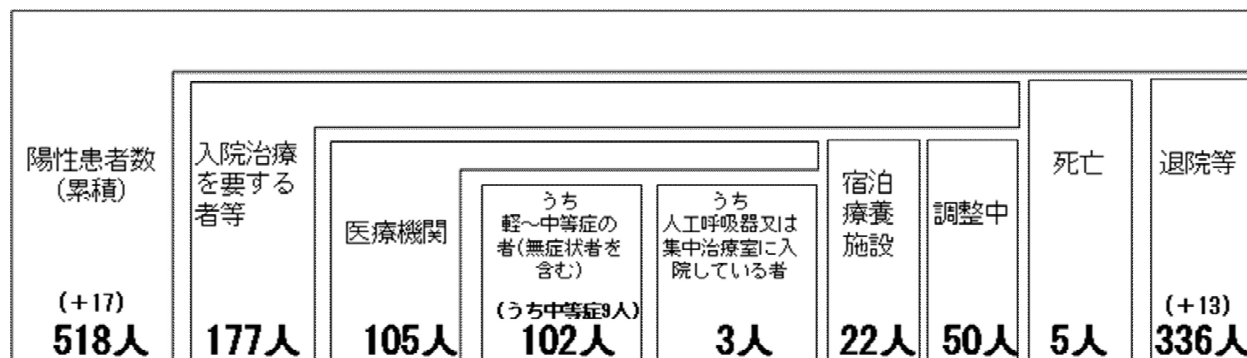 陽性患者数
(累積)
(+17)
518人
入院治療
を要する
者等
177人
医療機関
105人
うち
軽～中等症の
者(無症状者を
含む)
(うち中等症9人)
102人
うち
人工呼吸器又は
集中治療室に入
院している者
3人
宿泊
療養
施設
22人
調整中
50人
死亡
5人
退院等
(+13)
336人